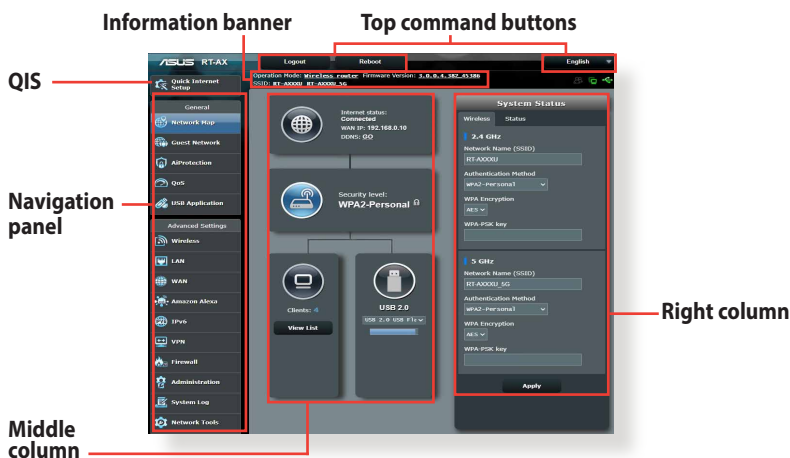 Information banner
Top command buttons
QIS
Navigation panel
Middle column
Right column
ASUS RT-AX
Logout
Reboot
English
Quick Internet Setup
Operation Mode: Wireless router Firmware Version: 3.0.0.4.382_45386
SSID: RT-AXXXU RT-AXXXU_5G
General
Network Map
Guest Network
AiProtection
QoS
USB Application
Advanced Settings
Wireless
LAN
WAN
Amazon Alexa
IPv6
VPN
Firewall
Administration
System Log
Network Tools
Internet status:
Connected
WAN IP: 192.168.0.10
DDNS: GO
Security level:
WPA2-Personal
Clients: 4
View List
USB 2.0
USB 2.0 USB Fle
System Status
Wireless
Status
2.4 GHz
Network Name (SSID)
RT-AXXXU
Authentication Method
WPA2-Personal
WPA Encryption
AES
WPA-PSK key
5 GHz
Network Name (SSID)
RT-AXXXU_5G
Authentication Method
WPA2-Personal
WPA Encryption
AES
WPA-PSK key
Apply